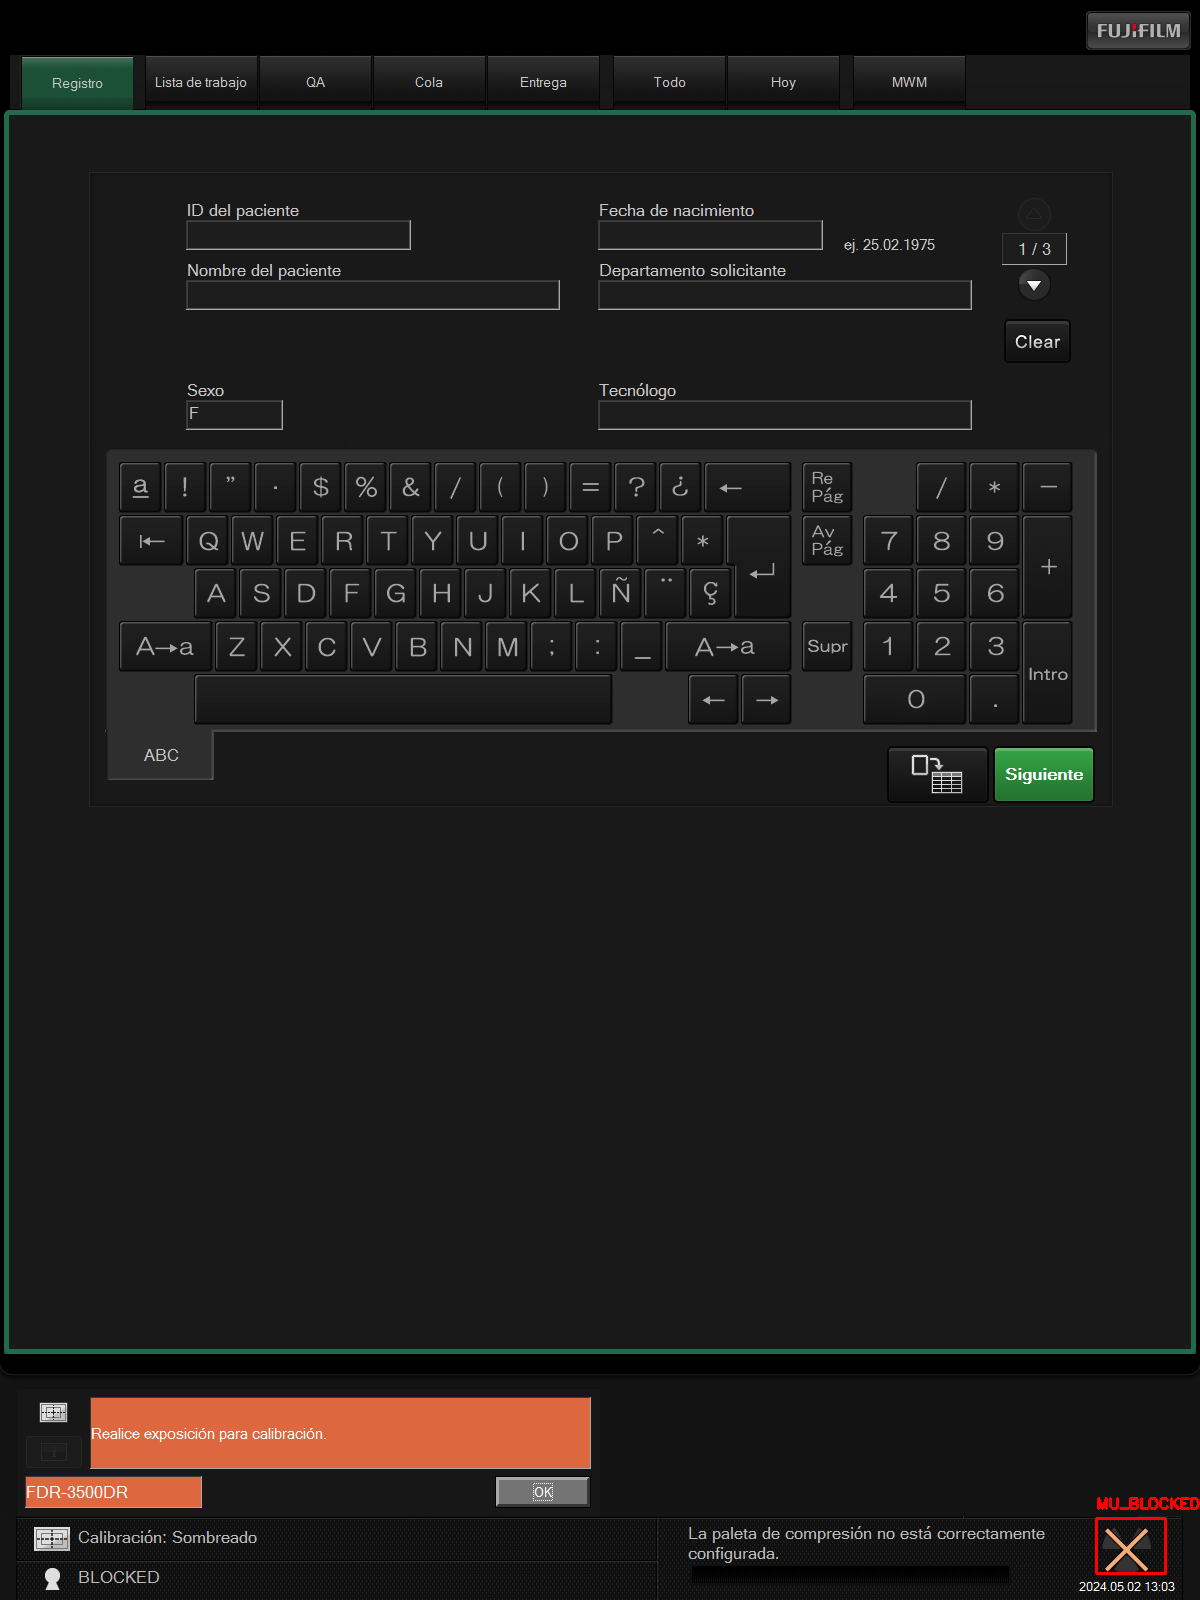 FUJIFILM
Registro
Lista de trabajo
QA
Cola
Entrega
Todo
Hoy
MWM
ID del paciente
Fecha de nacimiento
ej. 25.02.1975
1 / 3
Nombre del paciente
Departamento solicitante
Clear
Sexo
F
Tecnólogo
a ! " · $ % & / ( ) = ? ¿ ← Re Pág / * −
|← Q W E R T Y U I O P ^ * Av Pág 7 8 9 +
A S D F G H J K L Ñ ¨ Ç ↵ 4 5 6
A→a Z X C V B N M ; : _ A→a Supr 1 2 3 Intro
← → 0 .
ABC
Siguiente
Realice exposición para calibración.
FDR-3500DR
OK
MU_BLOCKED
Calibración: Sombreado
La paleta de compresión no está correctamente
configurada.
BLOCKED
2024.05.02 13:03